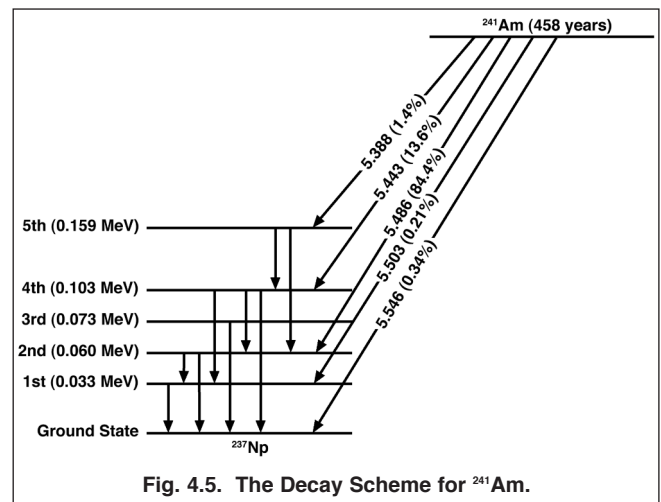 ²⁴¹Am (458 years)
5.388 (1.4%)
5.443 (13.6%)
5.486 (84.4%)
5.503 (0.21%)
5.546 (0.34%)
5th (0.159 MeV)
4th (0.103 MeV)
3rd (0.073 MeV)
2nd (0.060 MeV)
1st (0.033 MeV)
Ground State
²³⁷Np
Fig. 4.5. The Decay Scheme for ²⁴¹Am.